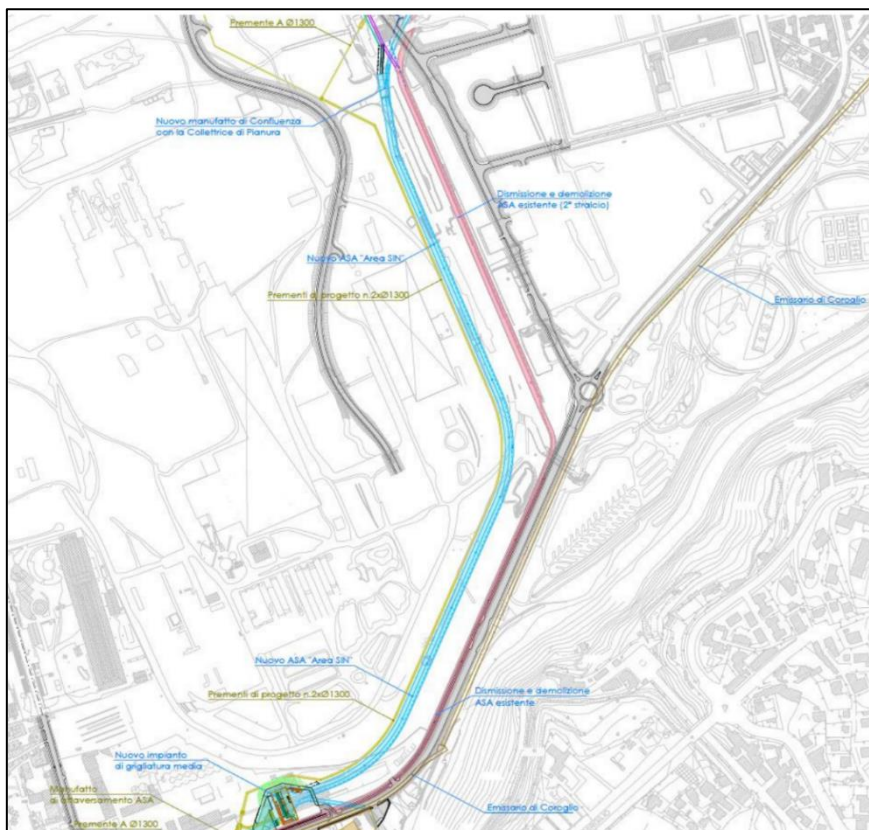 Premente A Ø1300
Nuovo manufatto di Confluenza
con la Collettrice di Pianura
Dismissione e demolizione
ASA esistente (2° stralcio)
Nuovo ASA "Area SIN"
Prementi di progetto n.2xØ1300
Emissario di Coroglio
Nuovo ASA "Area SIN"
Prementi di progetto n.2xØ1300
Dismissione e demolizione
ASA esistente
Nuovo impianto
di grigliatura media
Manufatto
di attraversamento ASA
Emissario di Coroglio
Premente A Ø1300